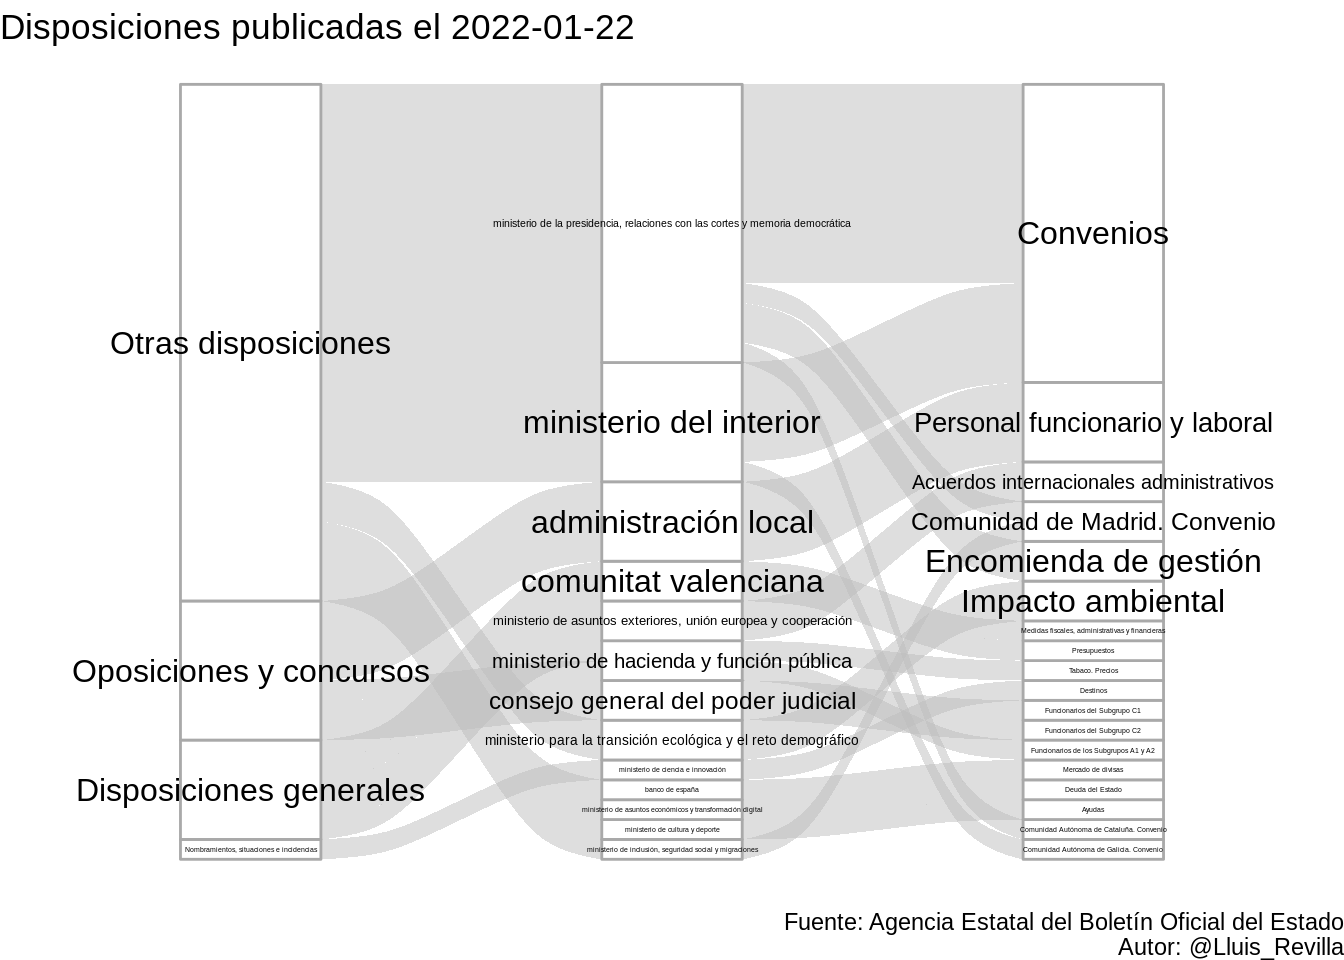 Disposiciones publicadas el 2022-01-22
Otras disposiciones
Oposiciones y concursos
Disposiciones generales
Nombramientos, situaciones e incidencias
ministerio de la presidencia, relaciones con las cortes y memoria democrática
ministerio del interior
administración local
comunitat valenciana
ministerio de asuntos exteriores, unión europea y cooperación
ministerio de hacienda y función pública
consejo general del poder judicial
ministerio para la transición ecológica y el reto demográfico
ministerio de ciencia e innovación
banco de españa
ministerio de asuntos económicos y transformación digital
ministerio de cultura y deporte
ministerio de inclusión, seguridad social y migraciones
Convenios
Personal funcionario y laboral
Acuerdos internacionales administrativos
Comunidad de Madrid. Convenio
Encomienda de gestión
Impacto ambiental
Medidas fiscales, administrativas y financieras
Presupuestos
Tabaco. Precios
Destinos
Funcionarios del Subgrupo C1
Funcionarios del Subgrupo C2
Funcionarios de los Subgrupos A1 y A2
Mercado de divisas
Deuda del Estado
Ayudas
Comunidad Autónoma de Cataluña. Convenio
Comunidad Autónoma de Galicia. Convenio
Fuente: Agencia Estatal del Boletín Oficial del Estado
Autor: @Lluis_Revilla